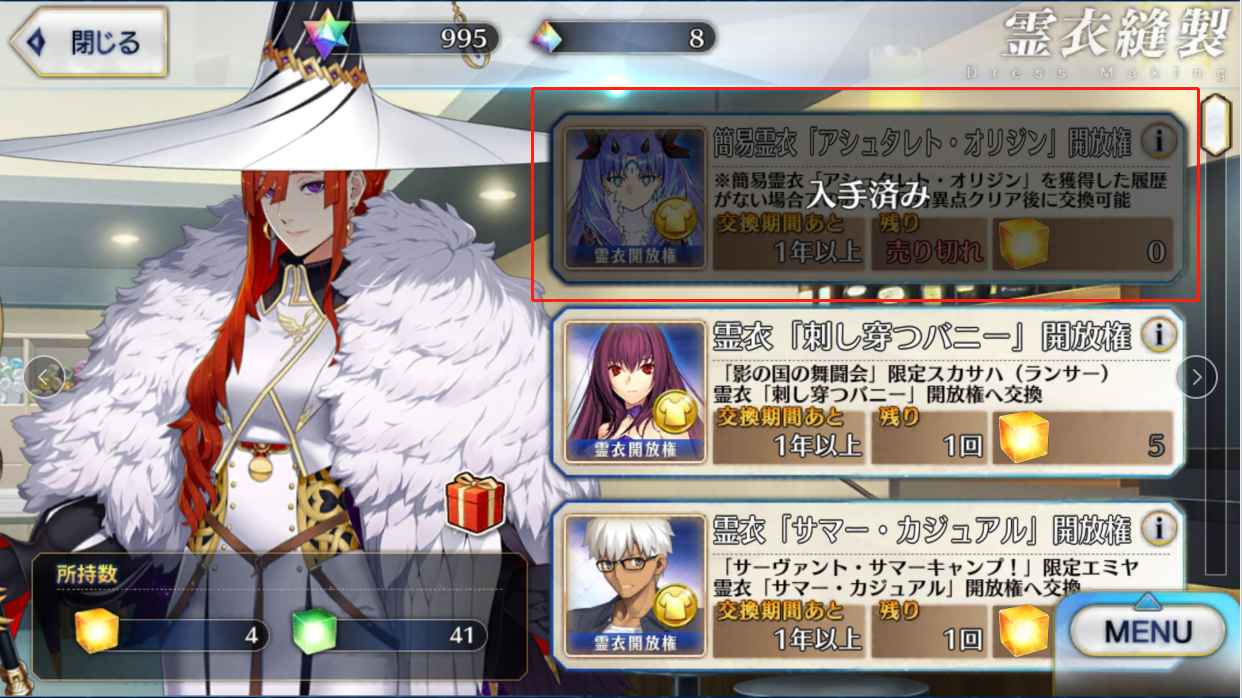 閉じる
995
8
霊衣縫製
Dress Making
簡易霊衣「アシュタレト・オリジン」開放権
※簡易霊衣「アシュタレト・オリジン」を獲得した履歴
がない場合
異点クリア後に交換可能
入手済み
交換期間あと
残り
霊衣開放権
1年以上
売り切れ
0
霊衣「刺し穿つバニー」開放権
「影の国の舞闘会」限定スカサハ(ランサー)
霊衣「刺し穿つバニー」開放権へ交換
交換期間あと
残り
霊衣開放権
1年以上
1回
5
霊衣「サマー・カジュアル」開放権
「サーヴァント・サマーキャンプ！」限定エミヤ
霊衣「サマー・カジュアル」開放権へ交換
交換期間あと
残り
霊衣開放権
1年以上
1回
所持数
4
41
MENU